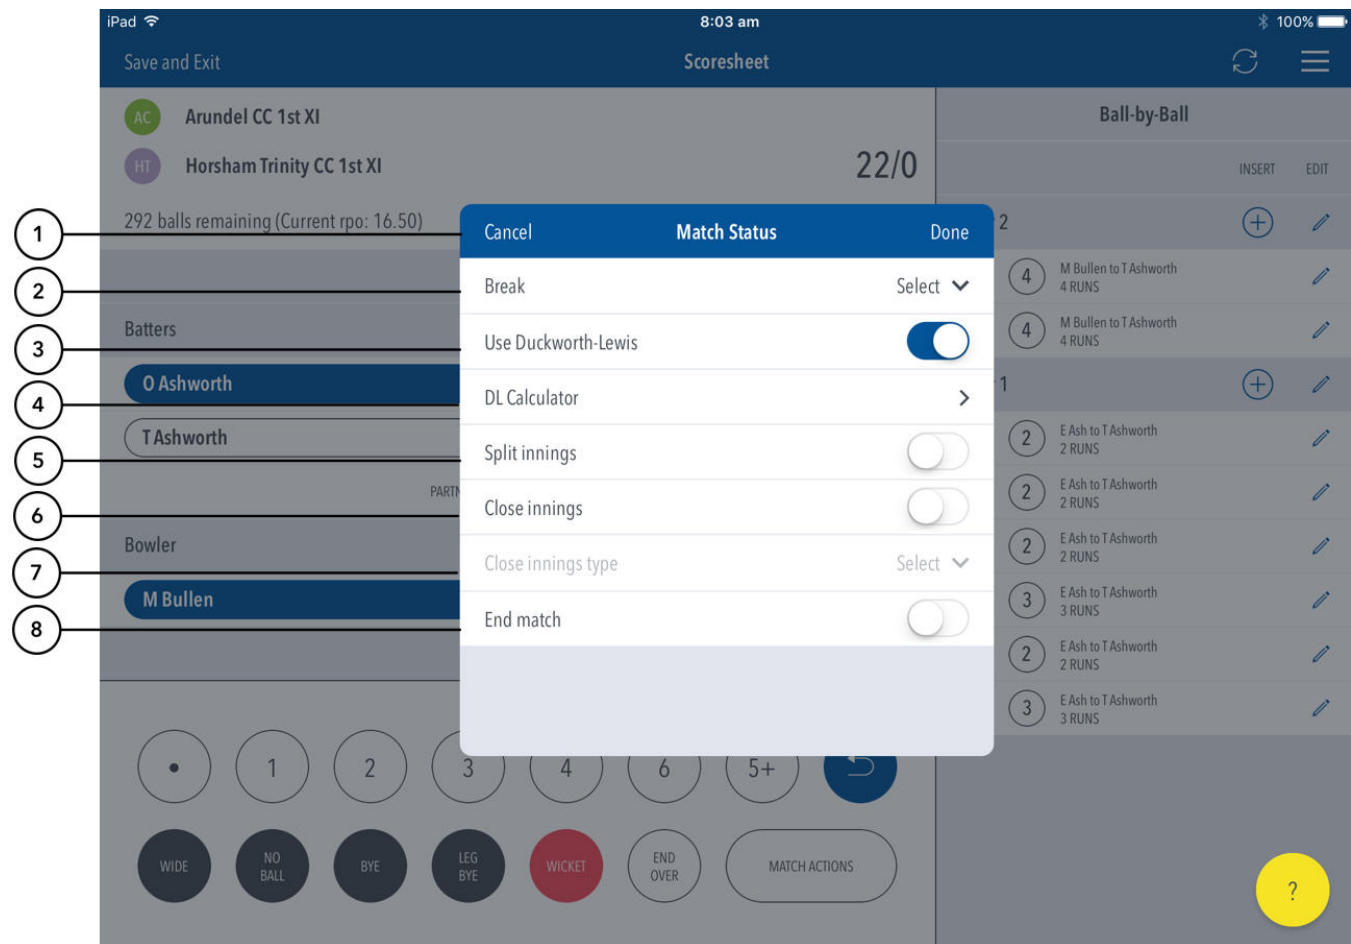 iPad 8:03 am 100%
Save and Exit Scoresheet
AC Arundel CC 1st XI
HT Horsham Trinity CC 1st XI 22/0
292 balls remaining (Current rpo: 16.50)
Ball-by-Ball
INSERT EDIT
1 Cancel Match Status Done
2 Break Select
3 Use Duckworth-Lewis
4 DL Calculator
5 Split innings
6 Close innings
7 Close innings type Select
8 End match
Batters
O Ashworth
T Ashworth
PARTN
Bowler
M Bullen
2
4 M Bullen to T Ashworth
4 RUNS
4 M Bullen to T Ashworth
4 RUNS
1
2 E Ash to T Ashworth
2 RUNS
2 E Ash to T Ashworth
2 RUNS
2 E Ash to T Ashworth
2 RUNS
3 E Ash to T Ashworth
3 RUNS
2 E Ash to T Ashworth
2 RUNS
3 E Ash to T Ashworth
3 RUNS
• 1 2 3 4 6 5+
WIDE
NO
BALL
BYE
LEG
BYE
WICKET
END
OVER
MATCH ACTIONS
?